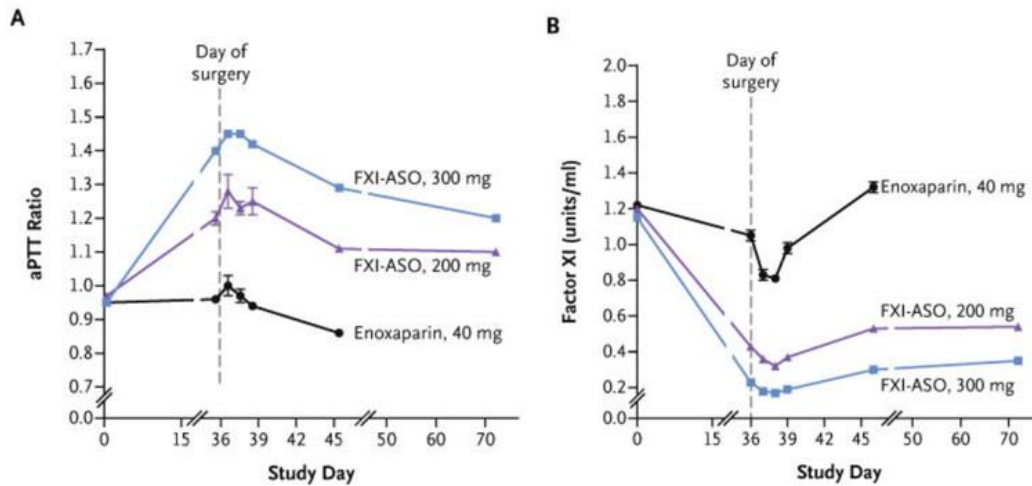 A
1.7
1.6
1.5
1.4
1.3
1.2
1.1
1.0
0.9
0.8
0.7
0.0
aPTT Ratio
Day of
surgery
FXI-ASO, 300 mg
FXI-ASO, 200 mg
Enoxaparin, 40 mg
0 15 36 39 42 45 50 60 70
Study Day
B
2.0
1.8
1.6
1.4
1.2
1.0
0.8
0.6
0.4
0.2
0.0
Factor XI (units/ml)
Day of
surgery
Enoxaparin, 40 mg
FXI-ASO, 200 mg
FXI-ASO, 300 mg
0 15 36 39 42 45 50 60 70
Study Day